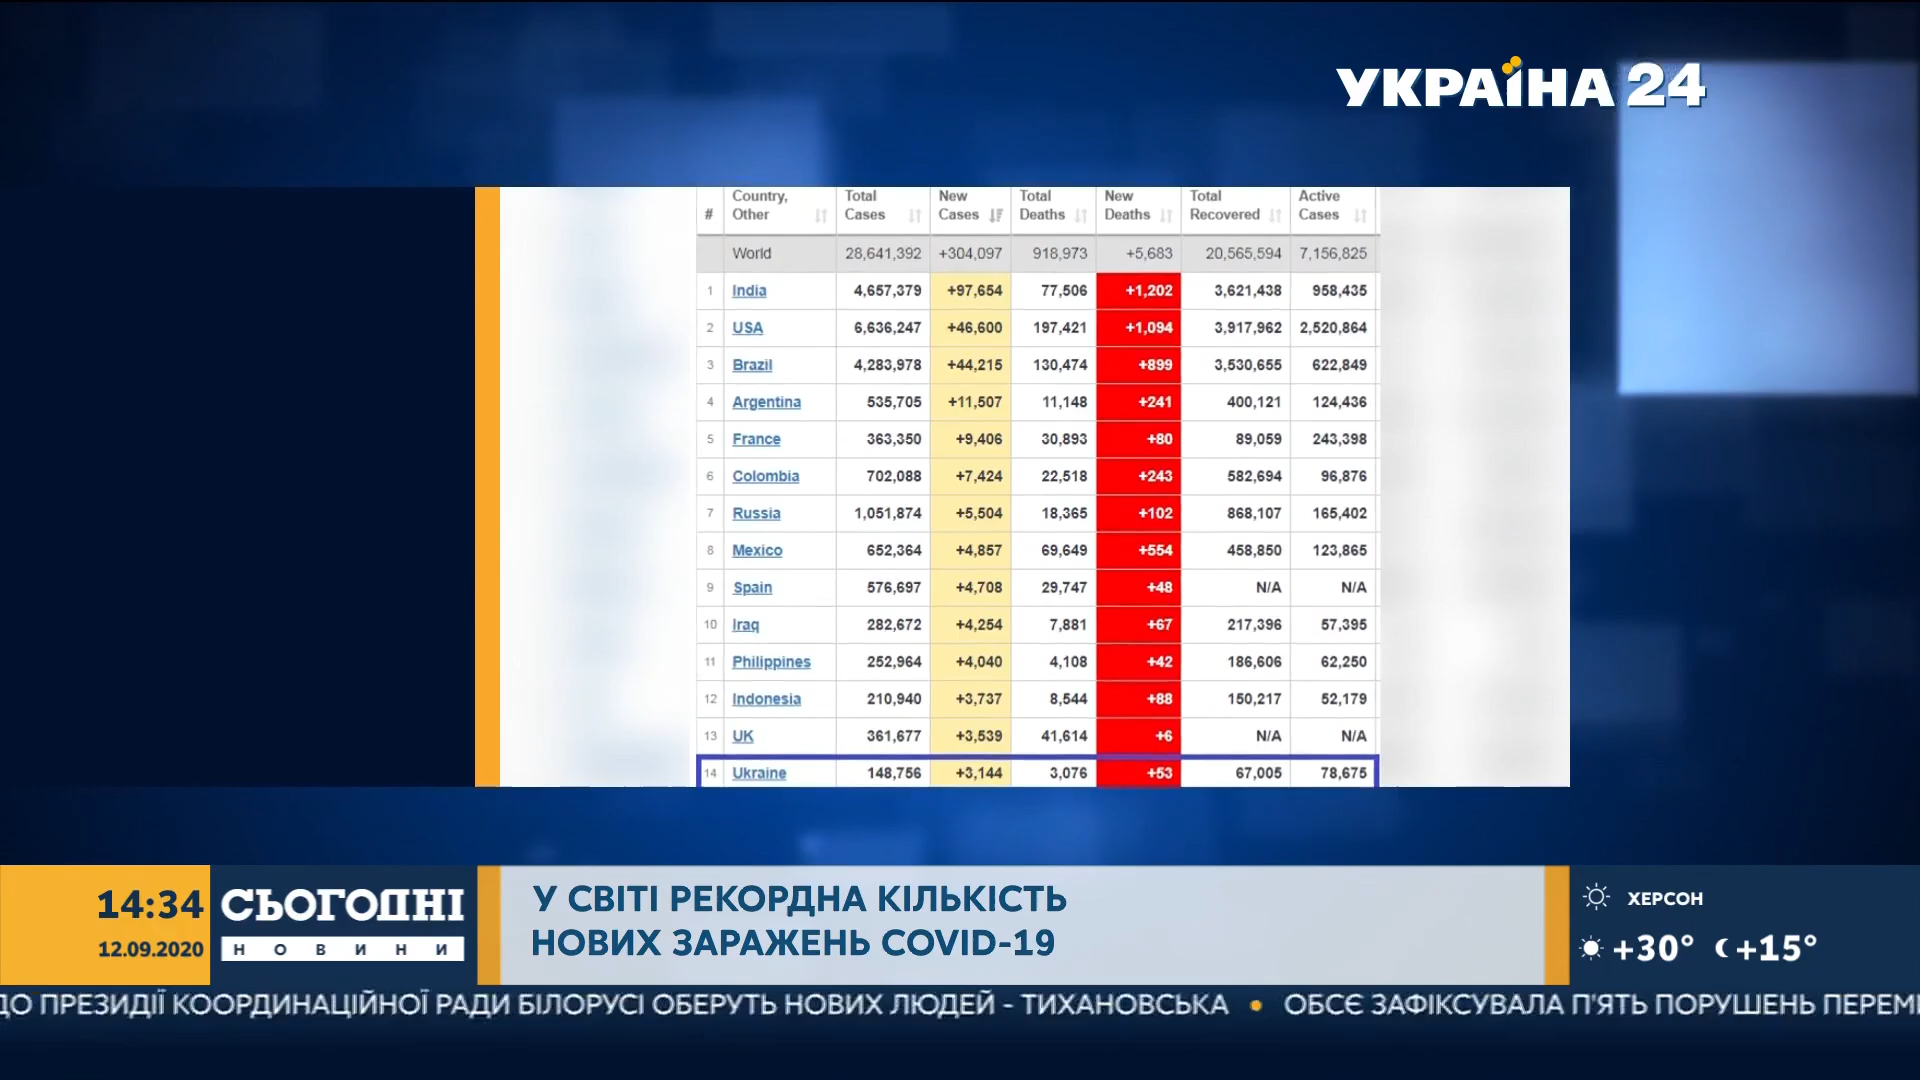 УКРАЇНА 24
# Country, Other Total Cases New Cases Total Deaths New Deaths Total Recovered Active Cases
World 28,641,392 +304,097 918,973 +5,683 20,565,594 7,156,825
1 India 4,657,379 +97,654 77,506 +1,202 3,621,438 958,435
2 USA 6,636,247 +46,600 197,421 +1,094 3,917,962 2,520,864
3 Brazil 4,283,978 +44,215 130,474 +899 3,530,655 622,849
4 Argentina 535,705 +11,507 11,148 +241 400,121 124,436
5 France 363,350 +9,406 30,893 +80 89,059 243,398
6 Colombia 702,088 +7,424 22,518 +243 582,694 96,876
7 Russia 1,051,874 +5,504 18,365 +102 868,107 165,402
8 Mexico 652,364 +4,857 69,649 +554 458,850 123,865
9 Spain 576,697 +4,708 29,747 +48 N/A N/A
10 Iraq 282,672 +4,254 7,881 +67 217,396 57,395
11 Philippines 252,964 +4,040 4,108 +42 186,606 62,250
12 Indonesia 210,940 +3,737 8,544 +88 150,217 52,179
13 UK 361,677 +3,539 41,614 +6 N/A N/A
14 Ukraine 148,756 +3,144 3,076 +53 67,005 78,675
14:34
12.09.2020
СЬОГОДНІ
НОВИНИ
У СВІТІ РЕКОРДНА КІЛЬКІСТЬ
НОВИХ ЗАРАЖЕНЬ COVID-19
ХЕРСОН
+30° +15°
ДО ПРЕЗИДІЇ КООРДИНАЦІЙНОЇ РАДИ БІЛОРУСІ ОБЕРУТЬ НОВИХ ЛЮДЕЙ - ТИХАНОВСЬКА • ОБСЄ ЗАФІКСУВАЛА П'ЯТЬ ПОРУШЕНЬ